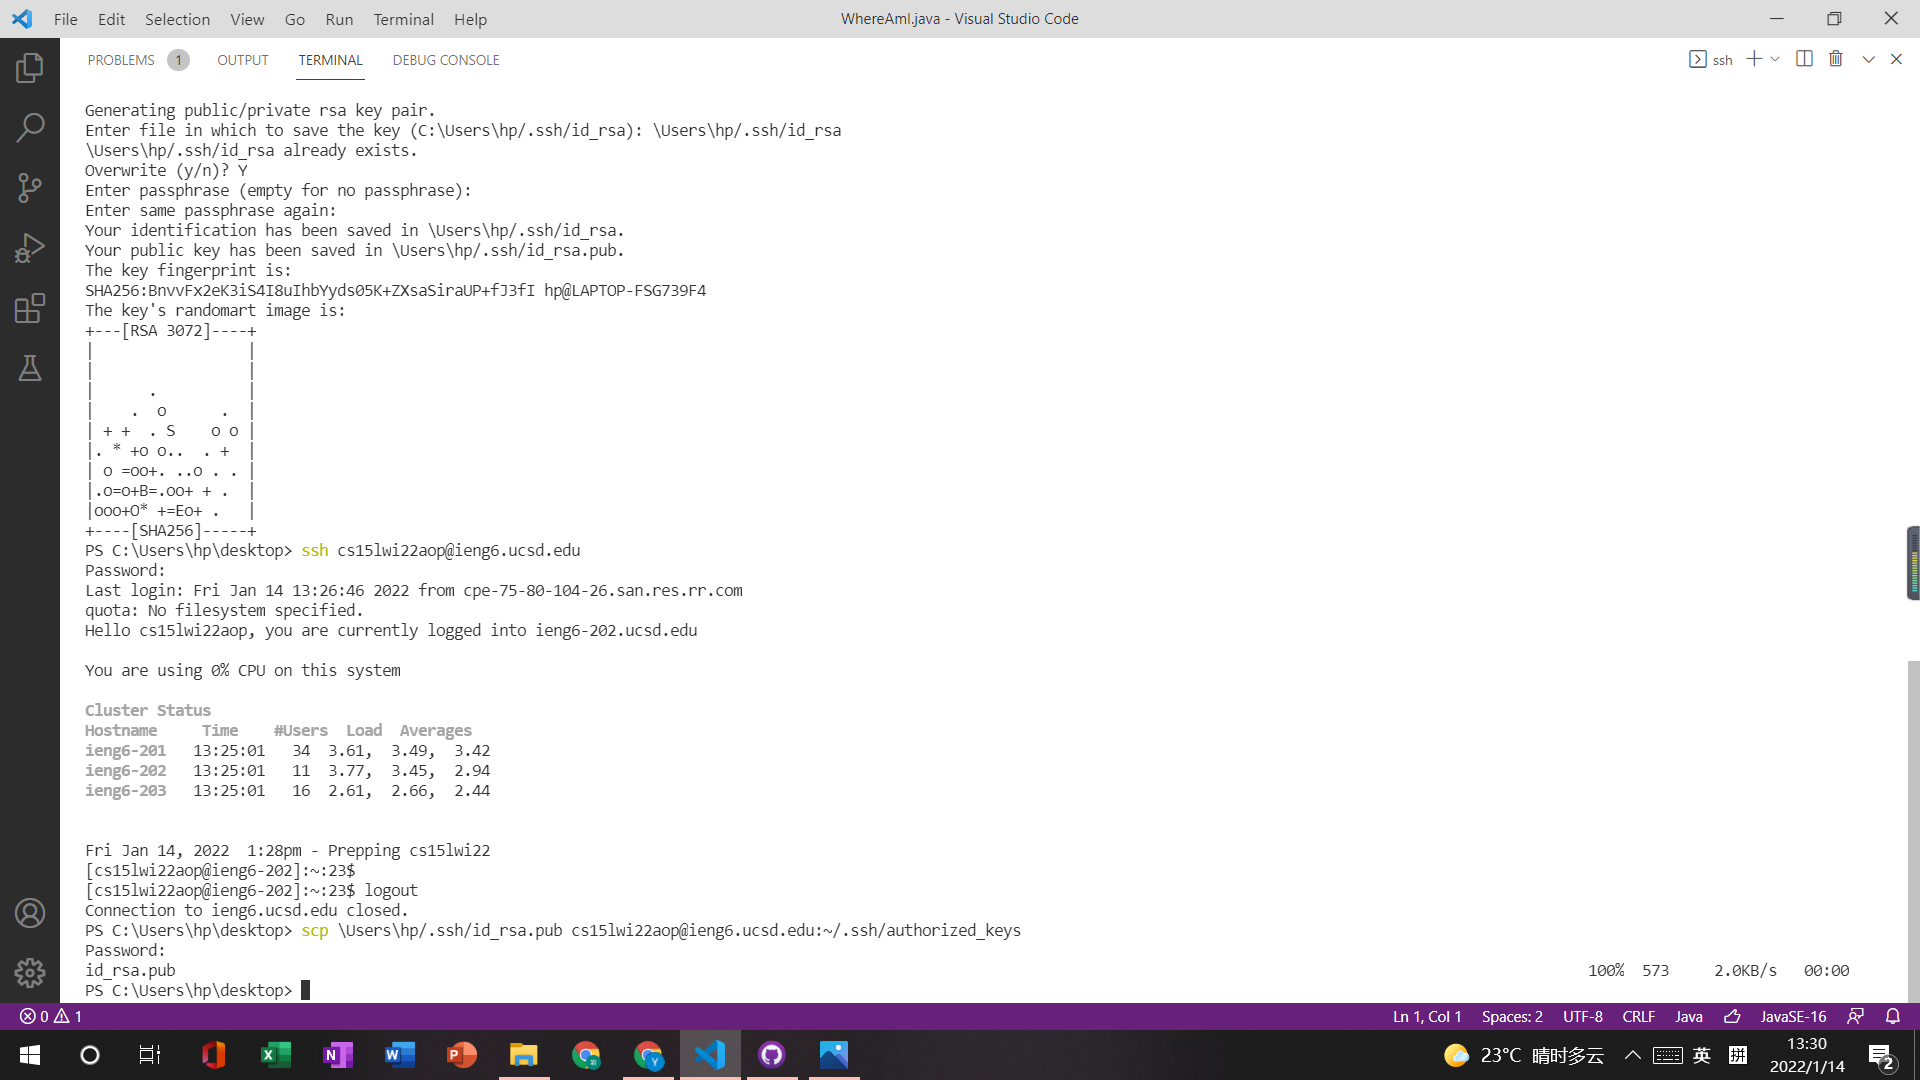 File Edit Selection View Go Run Terminal Help
WhereAmI.java - Visual Studio Code
PROBLEMS 1 OUTPUT TERMINAL DEBUG CONSOLE
ssh
Generating public/private rsa key pair.
Enter file in which to save the key (C:\Users\hp/.ssh/id_rsa): \Users\hp/.ssh/id_rsa
\Users\hp/.ssh/id_rsa already exists.
Overwrite (y/n)? Y
Enter passphrase (empty for no passphrase):
Enter same passphrase again:
Your identification has been saved in \Users\hp/.ssh/id_rsa.
Your public key has been saved in \Users\hp/.ssh/id_rsa.pub.
The key fingerprint is:
SHA256:BnvvFx2eK3iS4I8uIhbYyds05K+ZXsaSiraUP+fJ3fI hp@LAPTOP-FSG739F4
The key's randomart image is:
+---[RSA 3072]----+
|                 |
|                 |
|      .          |
|    .  o      .  |
| + +  . S    o o |
|. * +o o..  . +  |
| o =oo+. ..o . . |
|.o=o+B=.oo+ + .  |
|ooo+O* +=Eo+ .   |
+----[SHA256]-----+
PS C:\Users\hp\desktop> ssh cs15lwi22aop@ieng6.ucsd.edu
Password:
Last login: Fri Jan 14 13:26:46 2022 from cpe-75-80-104-26.san.res.rr.com
quota: No filesystem specified.
Hello cs15lwi22aop, you are currently logged into ieng6-202.ucsd.edu
You are using 0% CPU on this system
Cluster Status
Hostname     Time    #Users  Load  Averages
ieng6-201   13:25:01   34  3.61,  3.49,  3.42
ieng6-202   13:25:01   11  3.77,  3.45,  2.94
ieng6-203   13:25:01   16  2.61,  2.66,  2.44
Fri Jan 14, 2022  1:28pm - Prepping cs15lwi22
[cs15lwi22aop@ieng6-202]:~:23$
[cs15lwi22aop@ieng6-202]:~:23$ logout
Connection to ieng6.ucsd.edu closed.
PS C:\Users\hp\desktop> scp \Users\hp/.ssh/id_rsa.pub cs15lwi22aop@ieng6.ucsd.edu:~/.ssh/authorized_keys
Password:
id_rsa.pub 100% 573 2.0KB/s 00:00
PS C:\Users\hp\desktop>
0 1 Ln 1, Col 1 Spaces: 2 UTF-8 CRLF Java JavaSE-16
23°C 晴时多云 英 拼 13:30
2022/1/14 2